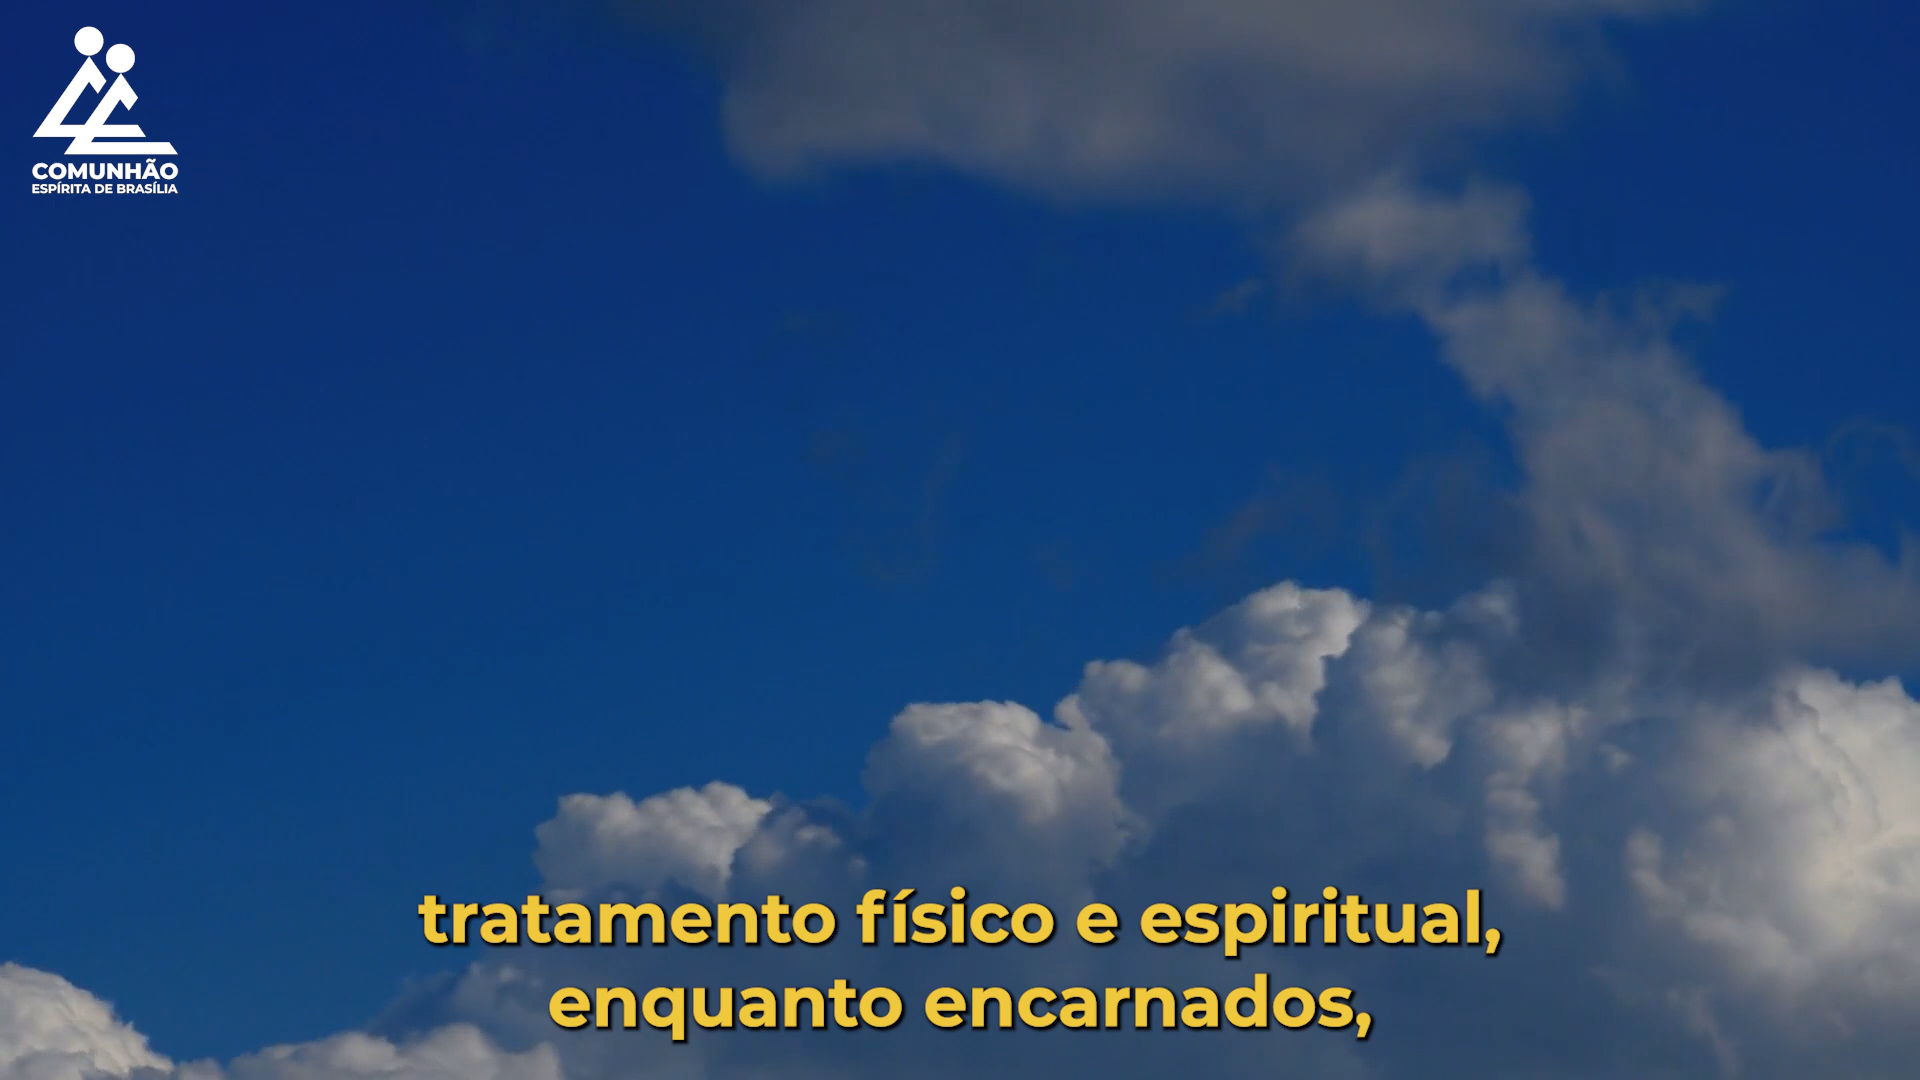 COMUNHÃO
ESPÍRITA DE BRASÍLIA
tratamento físico e espiritual,
enquanto encarnados,